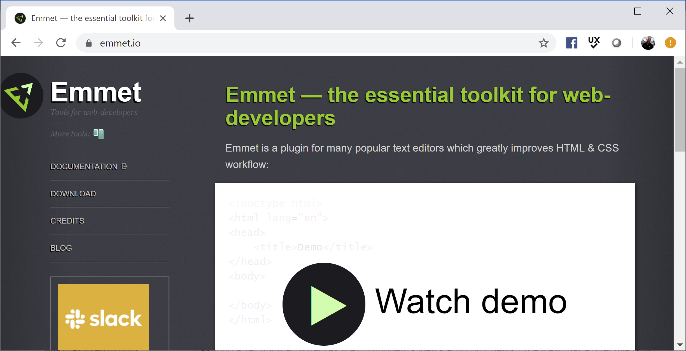 Emmet — the essential toolkit for
emmet.io
UX
Emmet
Tools for web-developers
More tools:
DOCUMENTATION
DOWNLOAD
CREDITS
BLOG
slack
Emmet — the essential toolkit for web-
developers
Emmet is a plugin for many popular text editors which greatly improves HTML & CSS
workflow:
<!doctype html>
<html lang="en">
<head>
<title>Demo</title>
</head>
<body>
</body>
</html>
Watch demo